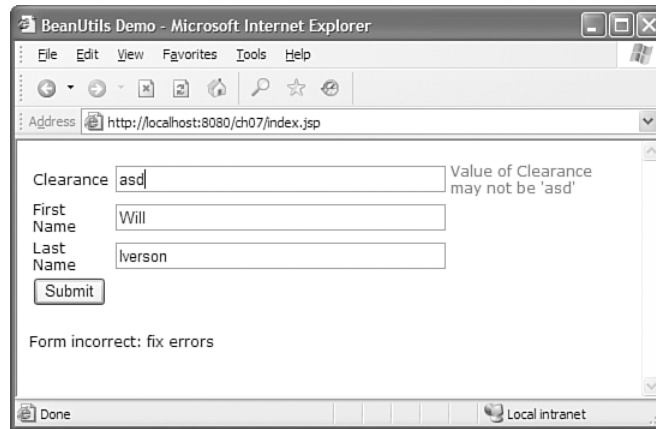 BeanUtils Demo - Microsoft Internet Explorer
File Edit View Favorites Tools Help
Address http://localhost:8080/ch07/index.jsp
Clearance asd Value of Clearance
may not be 'asd'
First
Name Will
Last
Name Iverson
Submit
Form incorrect: fix errors
Done Local intranet